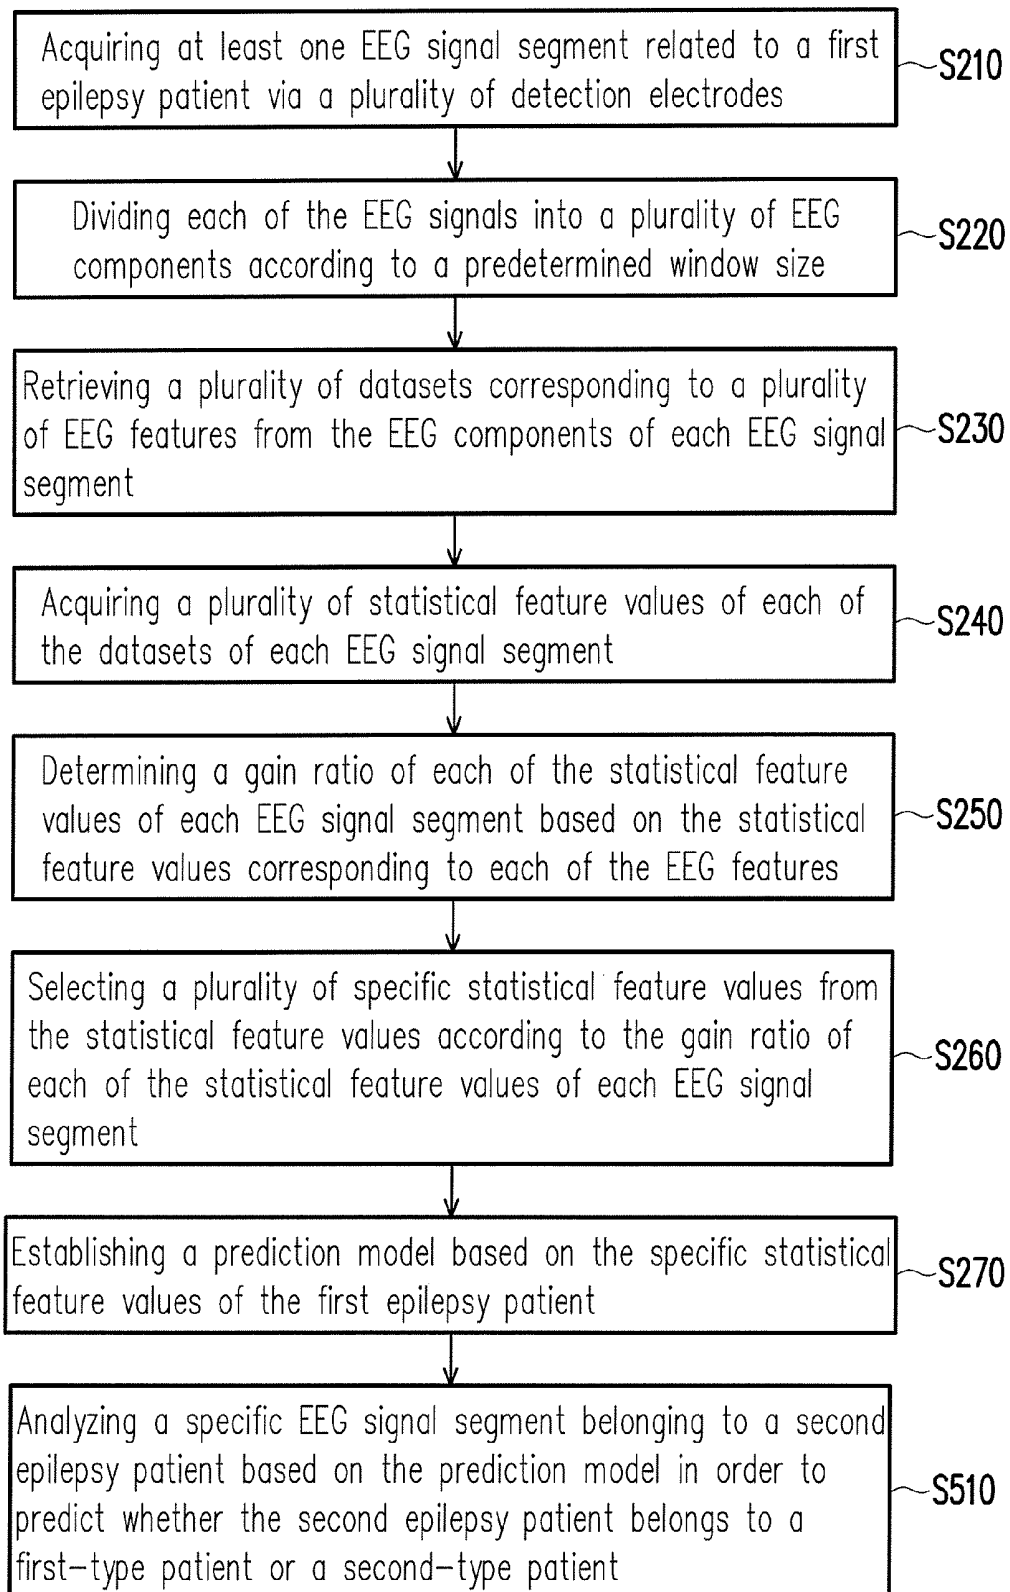 Acquiring at least one EEG signal segment related to a first
epilepsy patient via a plurality of detection electrodes
S210
Dividing each of the EEG signals into a plurality of EEG
components according to a predetermined window size
S220
Retrieving a plurality of datasets corresponding to a plurality
of EEG features from the EEG components of each EEG signal
segment
S230
Acquiring a plurality of statistical feature values of each of
the datasets of each EEG signal segment
S240
Determining a gain ratio of each of the statistical feature
values of each EEG signal segment based on the statistical
feature values corresponding to each of the EEG features
S250
Selecting a plurality of specific statistical feature values from
the statistical feature values according to the gain ratio of
each of the statistical feature values of each EEG signal
segment
S260
Establishing a prediction model based on the specific statistical
feature values of the first epilepsy patient
S270
Analyzing a specific EEG signal segment belonging to a second
epilepsy patient based on the prediction model in order to
predict whether the second epilepsy patient belongs to a
first-type patient or a second-type patient
S510